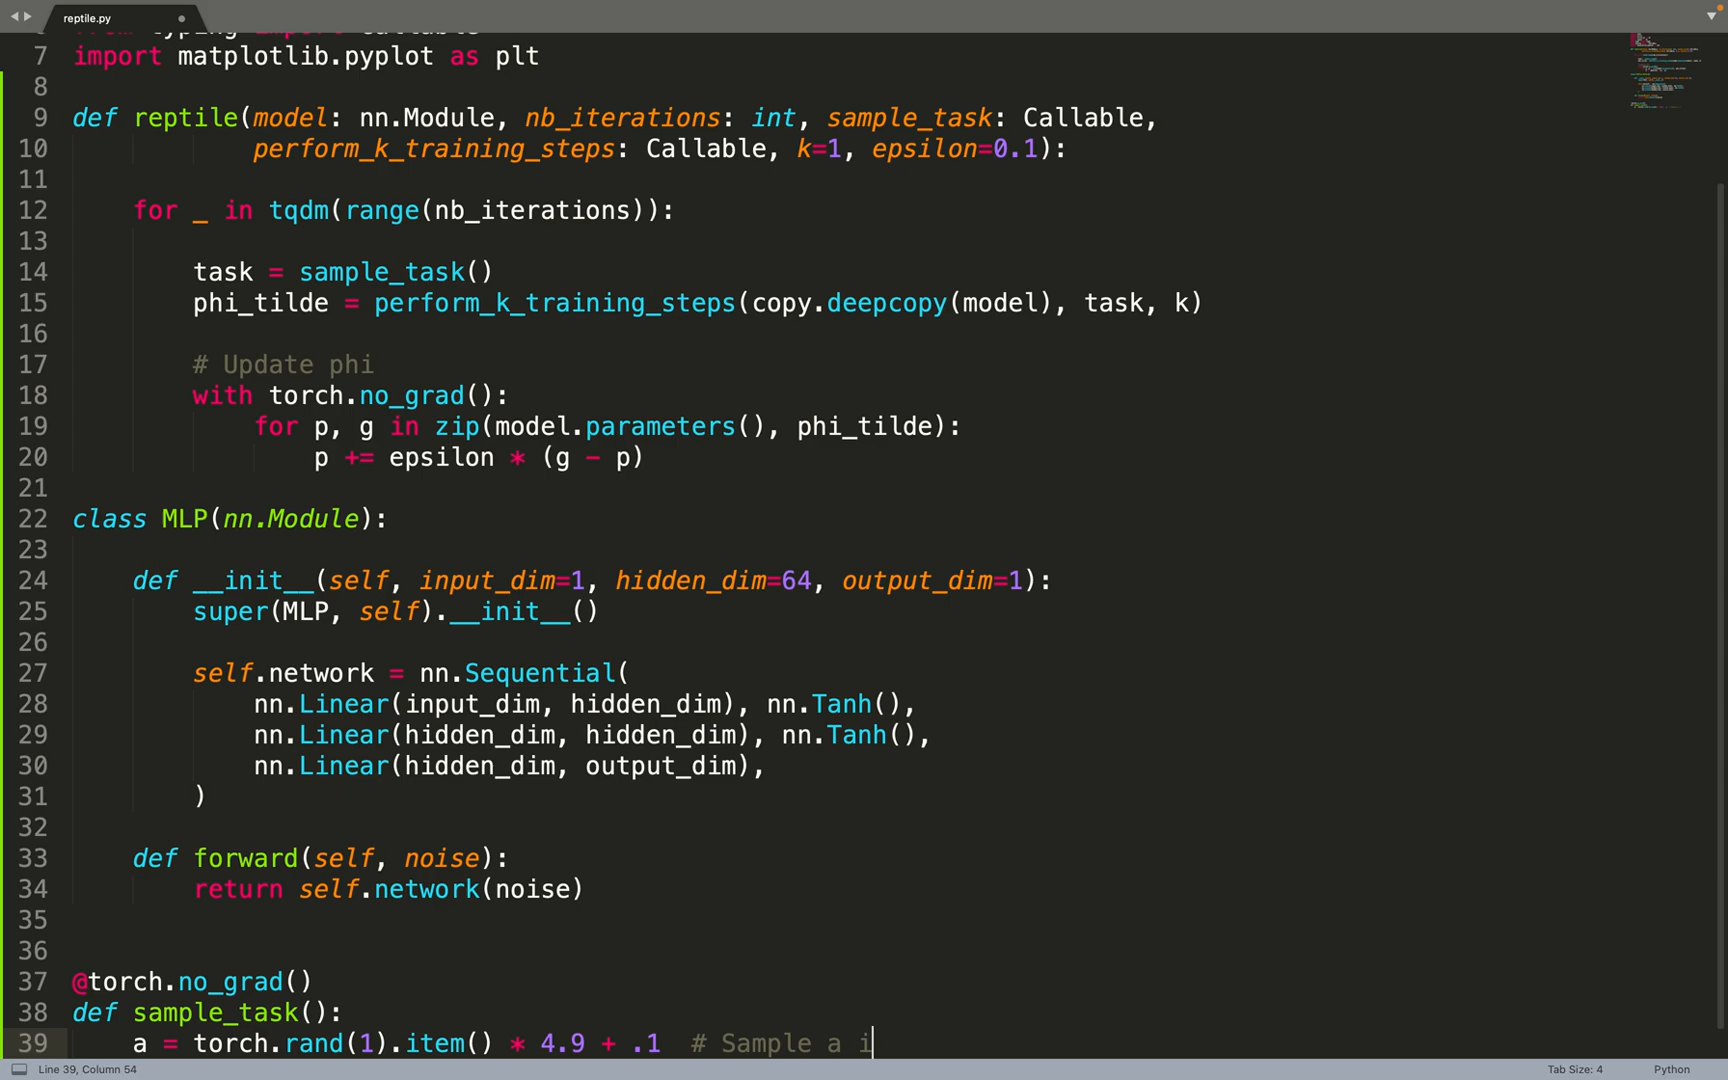 reptile.py
from typing import Callable
7 import matplotlib.pyplot as plt
8
9 def reptile(model: nn.Module, nb_iterations: int, sample_task: Callable,
10 perform_k_training_steps: Callable, k=1, epsilon=0.1):
11
12 for _ in tqdm(range(nb_iterations)):
13
14 task = sample_task()
15 phi_tilde = perform_k_training_steps(copy.deepcopy(model), task, k)
16
17 # Update phi
18 with torch.no_grad():
19 for p, g in zip(model.parameters(), phi_tilde):
20 p += epsilon * (g - p)
21
22 class MLP(nn.Module):
23
24 def __init__(self, input_dim=1, hidden_dim=64, output_dim=1):
25 super(MLP, self).__init__()
26
27 self.network = nn.Sequential(
28 nn.Linear(input_dim, hidden_dim), nn.Tanh(),
29 nn.Linear(hidden_dim, hidden_dim), nn.Tanh(),
30 nn.Linear(hidden_dim, output_dim),
31 )
32
33 def forward(self, noise):
34 return self.network(noise)
35
36
37 @torch.no_grad()
38 def sample_task():
39 a = torch.rand(1).item() * 4.9 + .1  # Sample a i
Line 39, Column 54
Tab Size: 4
Python